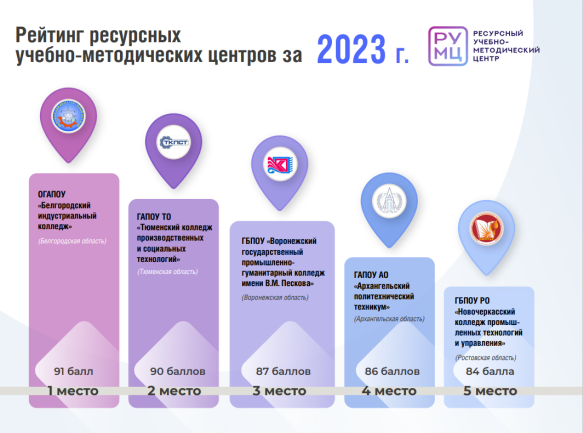 Рейтинг ресурсных
учебно-методических центров за 2023 г.
РУ
МЦ
РЕСУРСНЫЙ
УЧЕБНО-
МЕТОДИЧЕСКИЙ
ЦЕНТР
ОГАПОУ
«Белгородский
индустриальный
колледж»
(Белгородская область)
91 балл
1 место
ТКПСТ
ГАПОУ ТО
«Тюменский колледж
производственных
и социальных
технологий»
(Тюменская область)
90 баллов
2 место
ГБПОУ «Воронежский
государственный
промышленно-
гуманитарный колледж
имени В.М. Пескова»
(Воронежская область)
87 баллов
3 место
ГАПОУ АО
«Архангельский
политехнический
техникум»
(Архангельская область)
86 баллов
4 место
ГБПОУ РО
«Новочеркасский
колледж промыш-
ленных технологий
и управления»
(Ростовская область)
84 балла
5 место